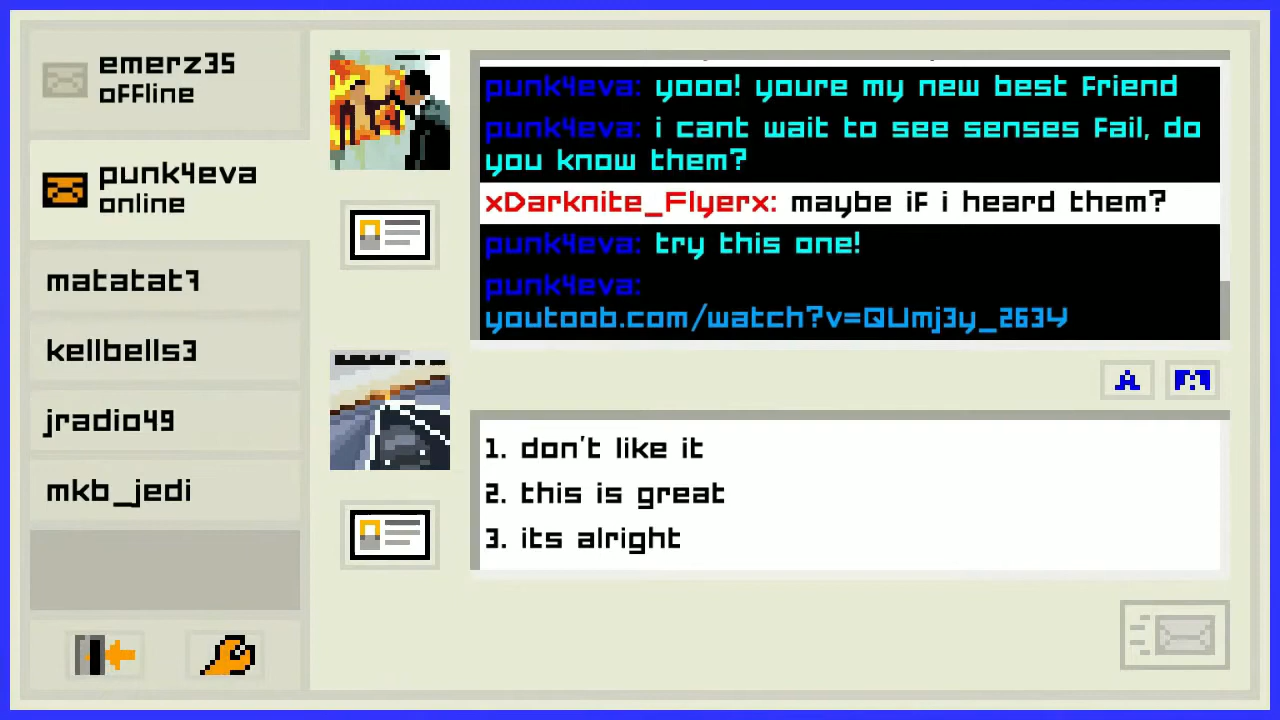 emerz35
offline
punk4eva
online
matatat7
kellbells3
jradio49
mkb_jedi
punk4eva: yooo! youre my new best friend
punk4eva: i cant wait to see senses fail, do
you know them?
xDarknite_Flyerx: maybe if i heard them?
punk4eva: try this one!
punk4eva:
youtoob.com/watch?v=QUmj3y_2634
A
1. don't like it
2. this is great
3. its alright